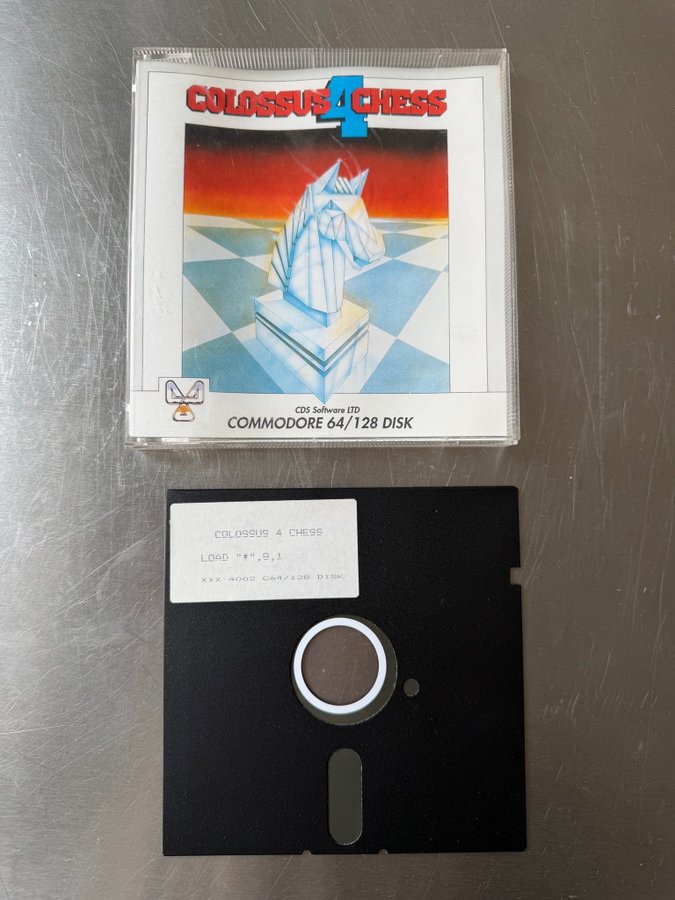 COLOSSUS 4 CHESS
CDS Software LTD
COMMODORE 64/128 DISK
COLOSSUS 4 CHESS
LOAD "*",8,1
xxx 4002 C64/128 DISK